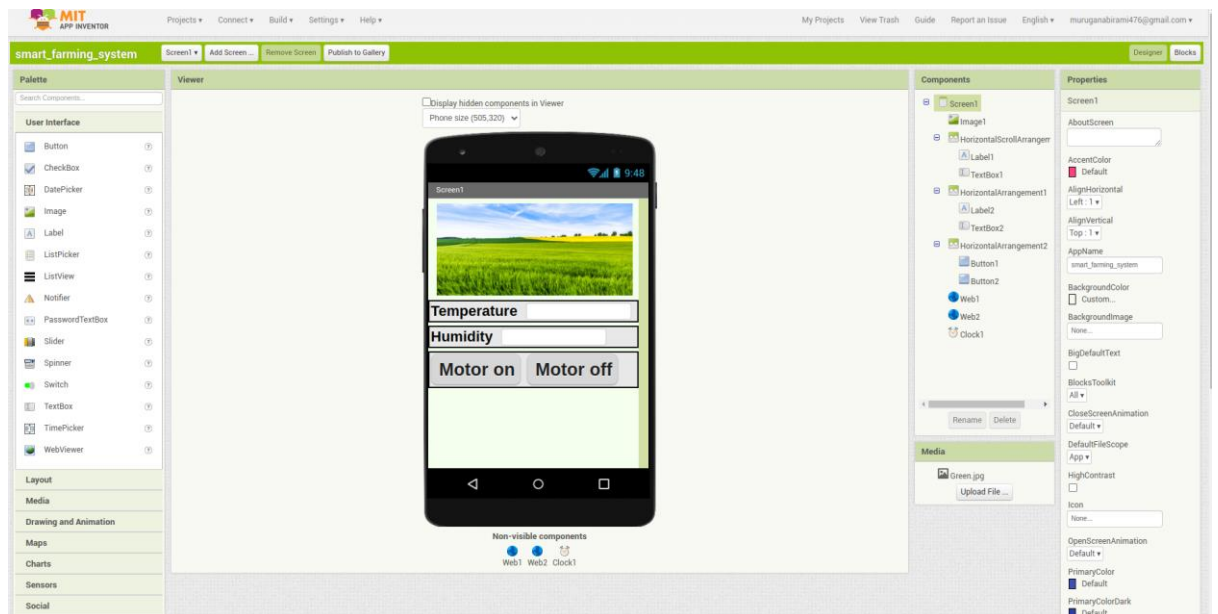 MIT
APP INVENTOR
Projects Connect Build Settings Help
My Projects View Trash Guide Report an Issue English muruganabirami476@gmail.com
smart_farming_system Screen1 Add Screen ... Remove Screen Publish to Gallery Designer Blocks
Palette
Search Components...
User Interface
Button
CheckBox
DatePicker
Image
Label
ListPicker
ListView
Notifier
PasswordTextBox
Slider
Spinner
Switch
TextBox
TimePicker
WebViewer
Layout
Media
Drawing and Animation
Maps
Charts
Sensors
Social
Viewer
Display hidden components in Viewer
Phone size (505,320)
9:48
Screen1
Temperature
Humidity
Motor on Motor off
Non-visible components
Web1 Web2 Clock1
Components
Screen1
Image1
HorizontalScrollArrangem
Label1
TextBox1
HorizontalArrangement1
Label2
TextBox2
HorizontalArrangement2
Button1
Button2
Web1
Web2
Clock1
Rename Delete
Media
Green.jpg
Upload File ...
Properties
Screen1
AboutScreen
AccentColor
Default
AlignHorizontal
Left : 1
AlignVertical
Top : 1
AppName
smart_farming_system
BackgroundColor
Custom...
BackgroundImage
None...
BigDefaultText
BlocksToolkit
All
CloseScreenAnimation
Default
DefaultFileScope
App
HighContrast
Icon
None...
OpenScreenAnimation
Default
PrimaryColor
Default
PrimaryColorDark
Default